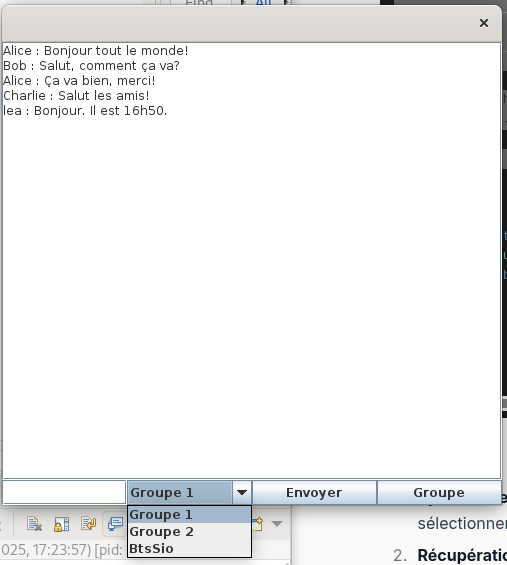 Find
All
Alice : Bonjour tout le monde!
Bob : Salut, comment ça va?
Alice : Ça va bien, merci!
Charlie : Salut les amis!
lea : Bonjour. Il est 16h50.
Groupe 1
Envoyer
Groupe
Groupe 1
Groupe 2
BtsSio
025, 17:23:57) [pid:
sélectionner
2. Récupération